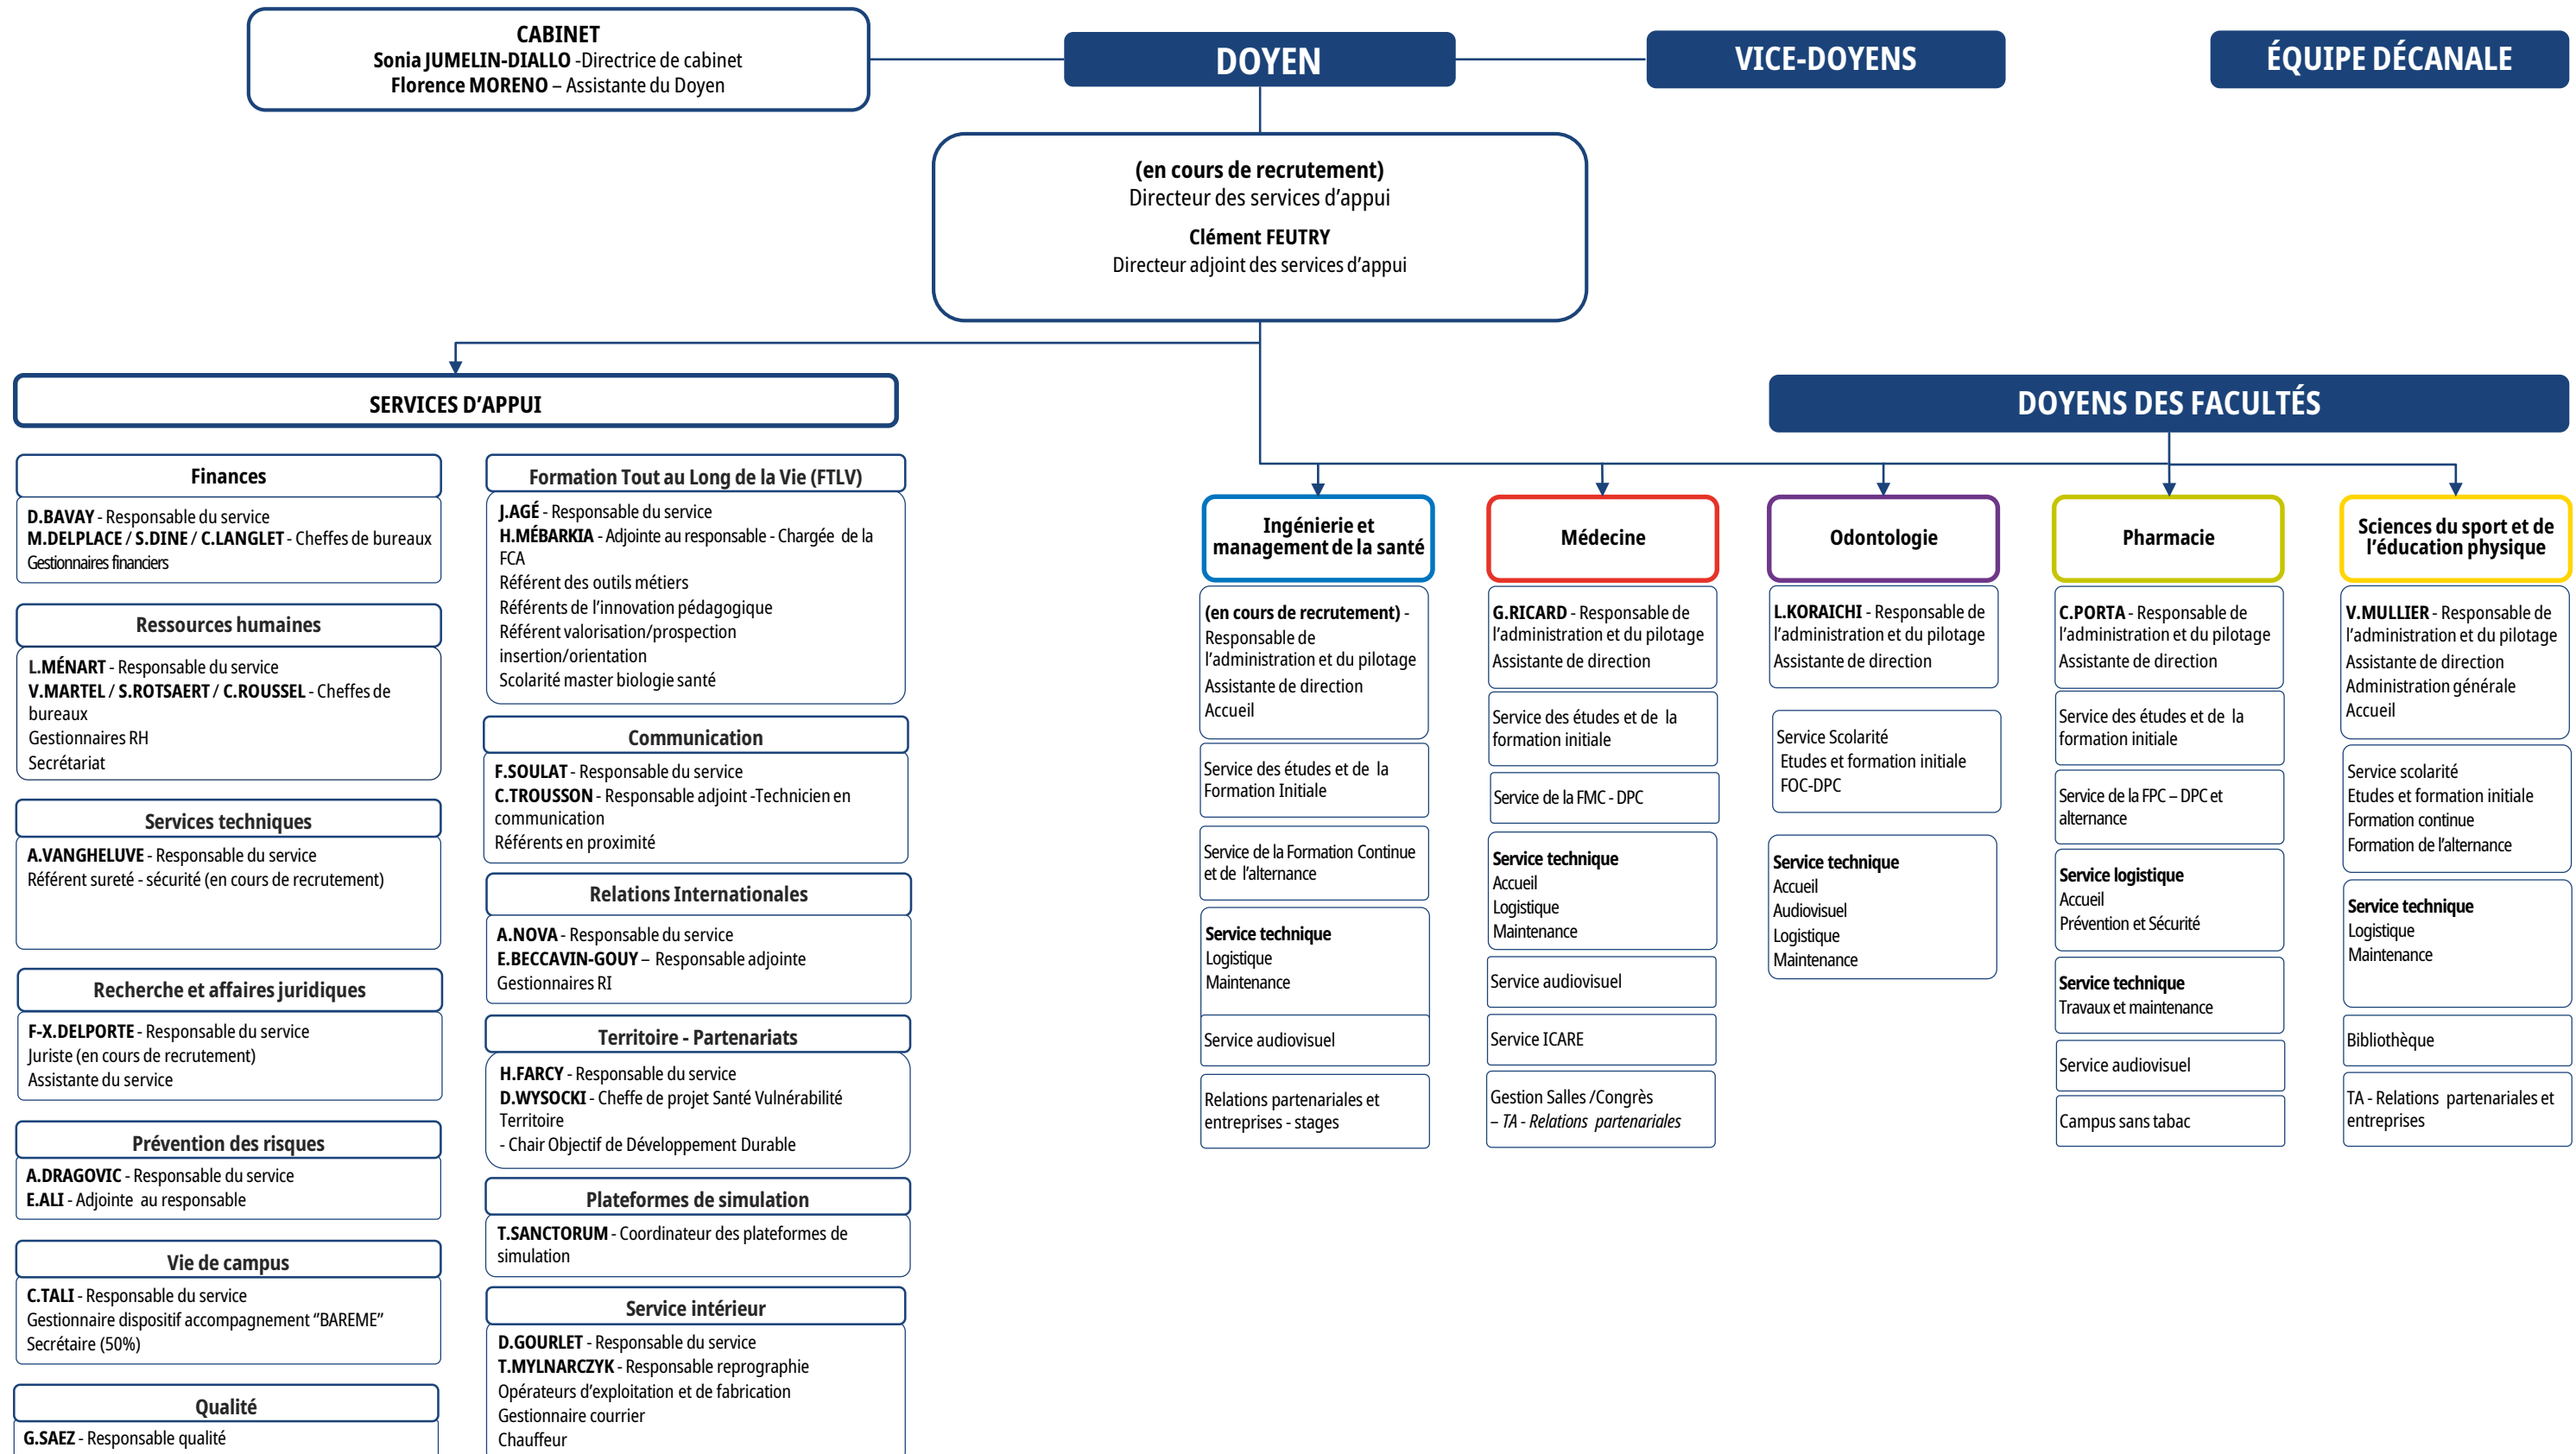 CABINET
Sonia JUMELIN-DIALLO -Directrice de cabinet
Florence MORENO – Assistante du Doyen
DOYEN
VICE-DOYENS
ÉQUIPE DÉCANALE
(en cours de recrutement)
Directeur des services d’appui
Clément FEUTRY
Directeur adjoint des services d’appui
SERVICES D’APPUI
DOYENS DES FACULTÉS
Finances
D.BAVAY - Responsable du service
M.DELPLACE / S.DINE / C.LANGLET - Cheffes de bureaux
Gestionnaires financiers
Ressources humaines
L.MÉNART - Responsable du service
V.MARTEL / S.ROTSAERT / C.ROUSSEL - Cheffes de
bureaux
Gestionnaires RH
Secrétariat
Services techniques
A.VANGHELUVE - Responsable du service
Référent sureté - sécurité (en cours de recrutement)
Recherche et affaires juridiques
F-X.DELPORTE - Responsable du service
Juriste (en cours de recrutement)
Assistante du service
Prévention des risques
A.DRAGOVIC - Responsable du service
E.ALI - Adjointe au responsable
Vie de campus
C.TALI - Responsable du service
Gestionnaire dispositif accompagnement “BAREME”
Secrétaire (50%)
Qualité
G.SAEZ - Responsable qualité
Formation Tout au Long de la Vie (FTLV)
J.AGÉ - Responsable du service
H.MÉBARKIA - Adjointe au responsable - Chargée de la
FCA
Référent des outils métiers
Référents de l’innovation pédagogique
Référent valorisation/prospection
insertion/orientation
Scolarité master biologie santé
Communication
F.SOULAT - Responsable du service
C.TROUSSON - Responsable adjoint -Technicien en
communication
Référents en proximité
Relations Internationales
A.NOVA - Responsable du service
E.BECCAVIN-GOUY – Responsable adjointe
Gestionnaires RI
Territoire - Partenariats
H.FARCY - Responsable du service
D.WYSOCKI - Cheffe de projet Santé Vulnérabilité
Territoire
- Chair Objectif de Développement Durable
Plateformes de simulation
T.SANCTORUM - Coordinateur des plateformes de
simulation
Service intérieur
D.GOURLET - Responsable du service
T.MYLNARCZYK - Responsable reprographie
Opérateurs d’exploitation et de fabrication
Gestionnaire courrier
Chauffeur
Ingénierie et
management de la santé
(en cours de recrutement) -
Responsable de
l’administration et du pilotage
Assistante de direction
Accueil
Service des études et de la
Formation Initiale
Service de la Formation Continue
et de l’alternance
Service technique
Logistique
Maintenance
Service audiovisuel
Relations partenariales et
entreprises - stages
Médecine
G.RICARD - Responsable de
l’administration et du pilotage
Assistante de direction
Service des études et de la
formation initiale
Service de la FMC - DPC
Service technique
Accueil
Logistique
Maintenance
Service audiovisuel
Service ICARE
Gestion Salles /Congrès
– TA - Relations partenariales
Odontologie
L.KORAICHI - Responsable de
l’administration et du pilotage
Assistante de direction
Service Scolarité
Etudes et formation initiale
FOC-DPC
Service technique
Accueil
Audiovisuel
Logistique
Maintenance
Pharmacie
C.PORTA - Responsable de
l’administration et du pilotage
Assistante de direction
Service des études et de la
formation initiale
Service de la FPC – DPC et
alternance
Service logistique
Accueil
Prévention et Sécurité
Service technique
Travaux et maintenance
Service audiovisuel
Campus sans tabac
Sciences du sport et de
l’éducation physique
V.MULLIER - Responsable de
l’administration et du pilotage
Assistante de direction
Administration générale
Accueil
Service scolarité
Etudes et formation initiale
Formation continue
Formation de l’alternance
Service technique
Logistique
Maintenance
Bibliothèque
TA - Relations partenariales et
entreprises